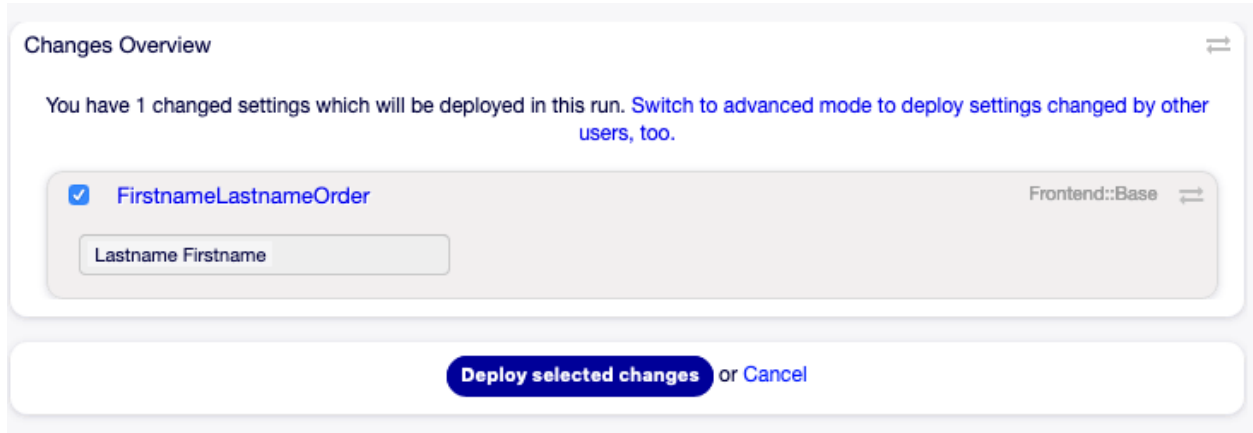 Changes Overview
You have 1 changed settings which will be deployed in this run. Switch to advanced mode to deploy settings changed by other
users, too.
FirstnameLastnameOrder
Frontend::Base
Lastname Firstname
Deploy selected changes or Cancel